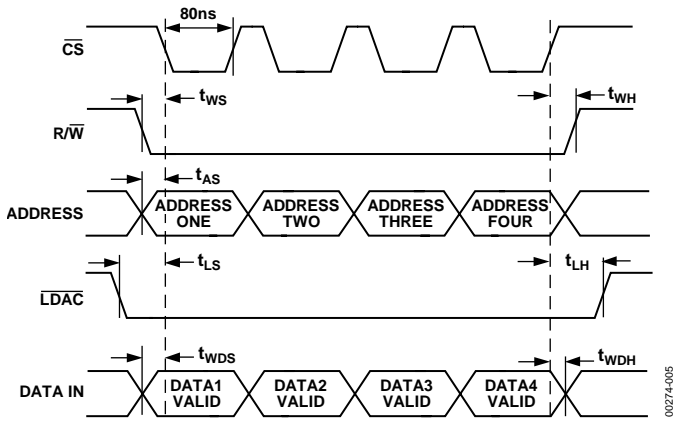 80ns
CS
tWS
tWH
R/W
tAS
ADDRESS
ADDRESS ONE
ADDRESS TWO
ADDRESS THREE
ADDRESS FOUR
tLS
tLH
LDAC
tWDS
tWDH
DATA IN
DATA1 VALID
DATA2 VALID
DATA3 VALID
DATA4 VALID
00274-005